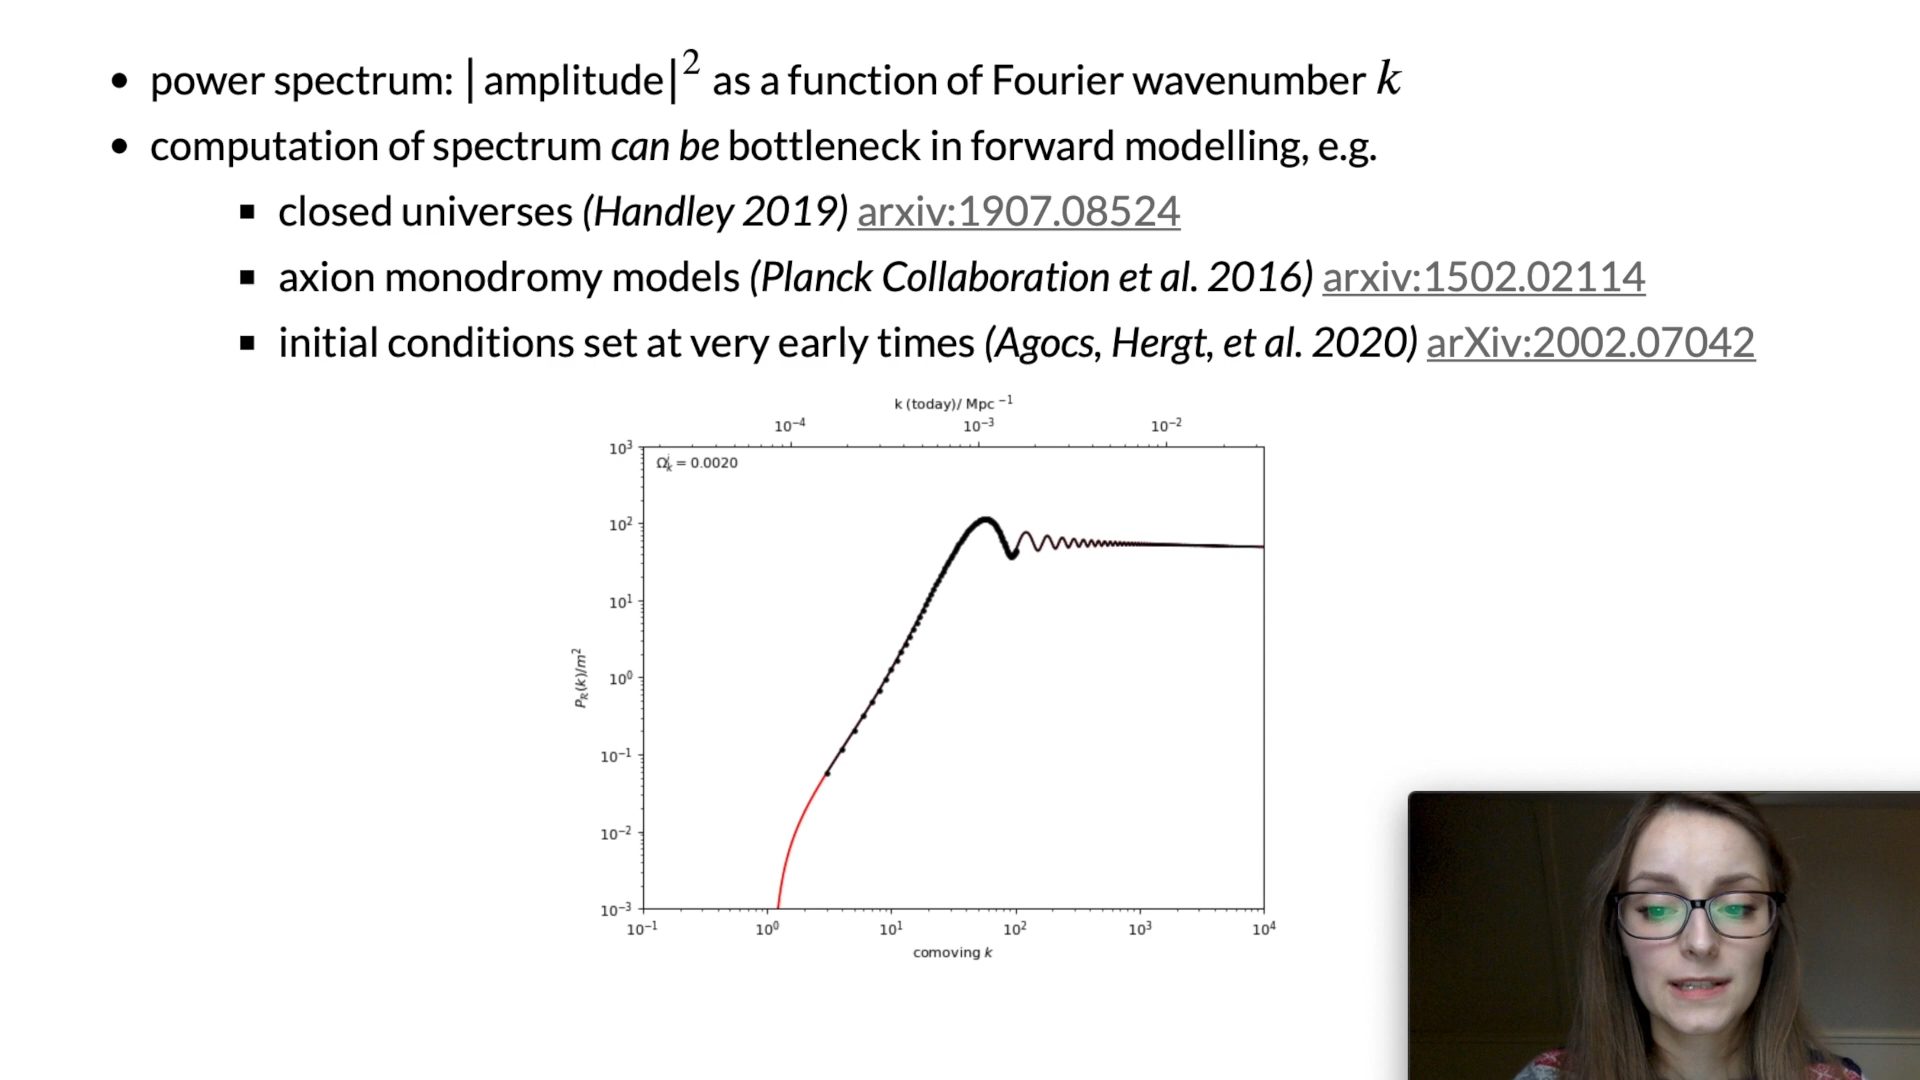 power spectrum: |amplitude|² as a function of Fourier wavenumber k
computation of spectrum can be bottleneck in forward modelling, e.g.
closed universes (Handley 2019) arxiv:1907.08524
axion monodromy models (Planck Collaboration et al. 2016) arxiv:1502.02114
initial conditions set at very early times (Agocs, Hergt, et al. 2020) arXiv:2002.07042
k (today)/ Mpc⁻¹
10⁻⁴ 10⁻³ 10⁻²
Ωᵢₖ = 0.0020
10³
10²
10¹
10⁰
10⁻¹
10⁻²
10⁻³
P_R(k)/m²
10⁻¹ 10⁰ 10¹ 10² 10³ 10⁴
comoving k